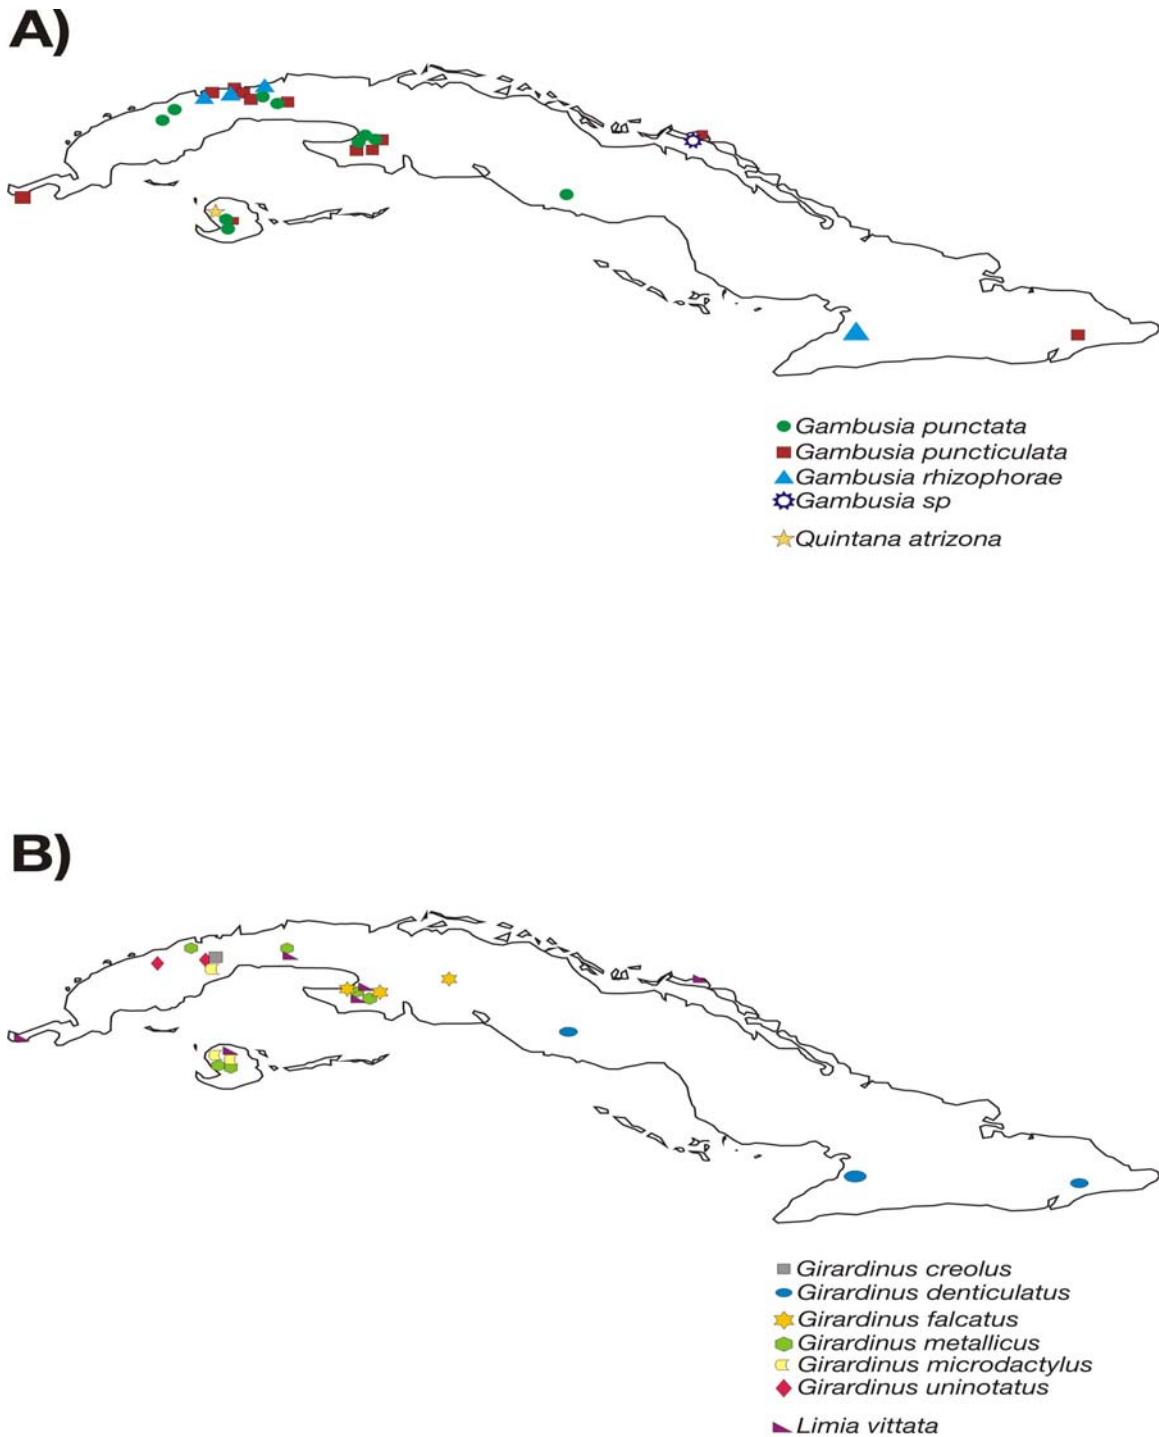 A)
Gambusia punctata
Gambusia puncticulata
Gambusia rhizophorae
Gambusia sp
Quintana atrizona
B)
Girardinus creolus
Girardinus denticulatus
Girardinus falcatus
Girardinus metallicus
Girardinus microdactylus
Girardinus uninotatus
Limia vittata